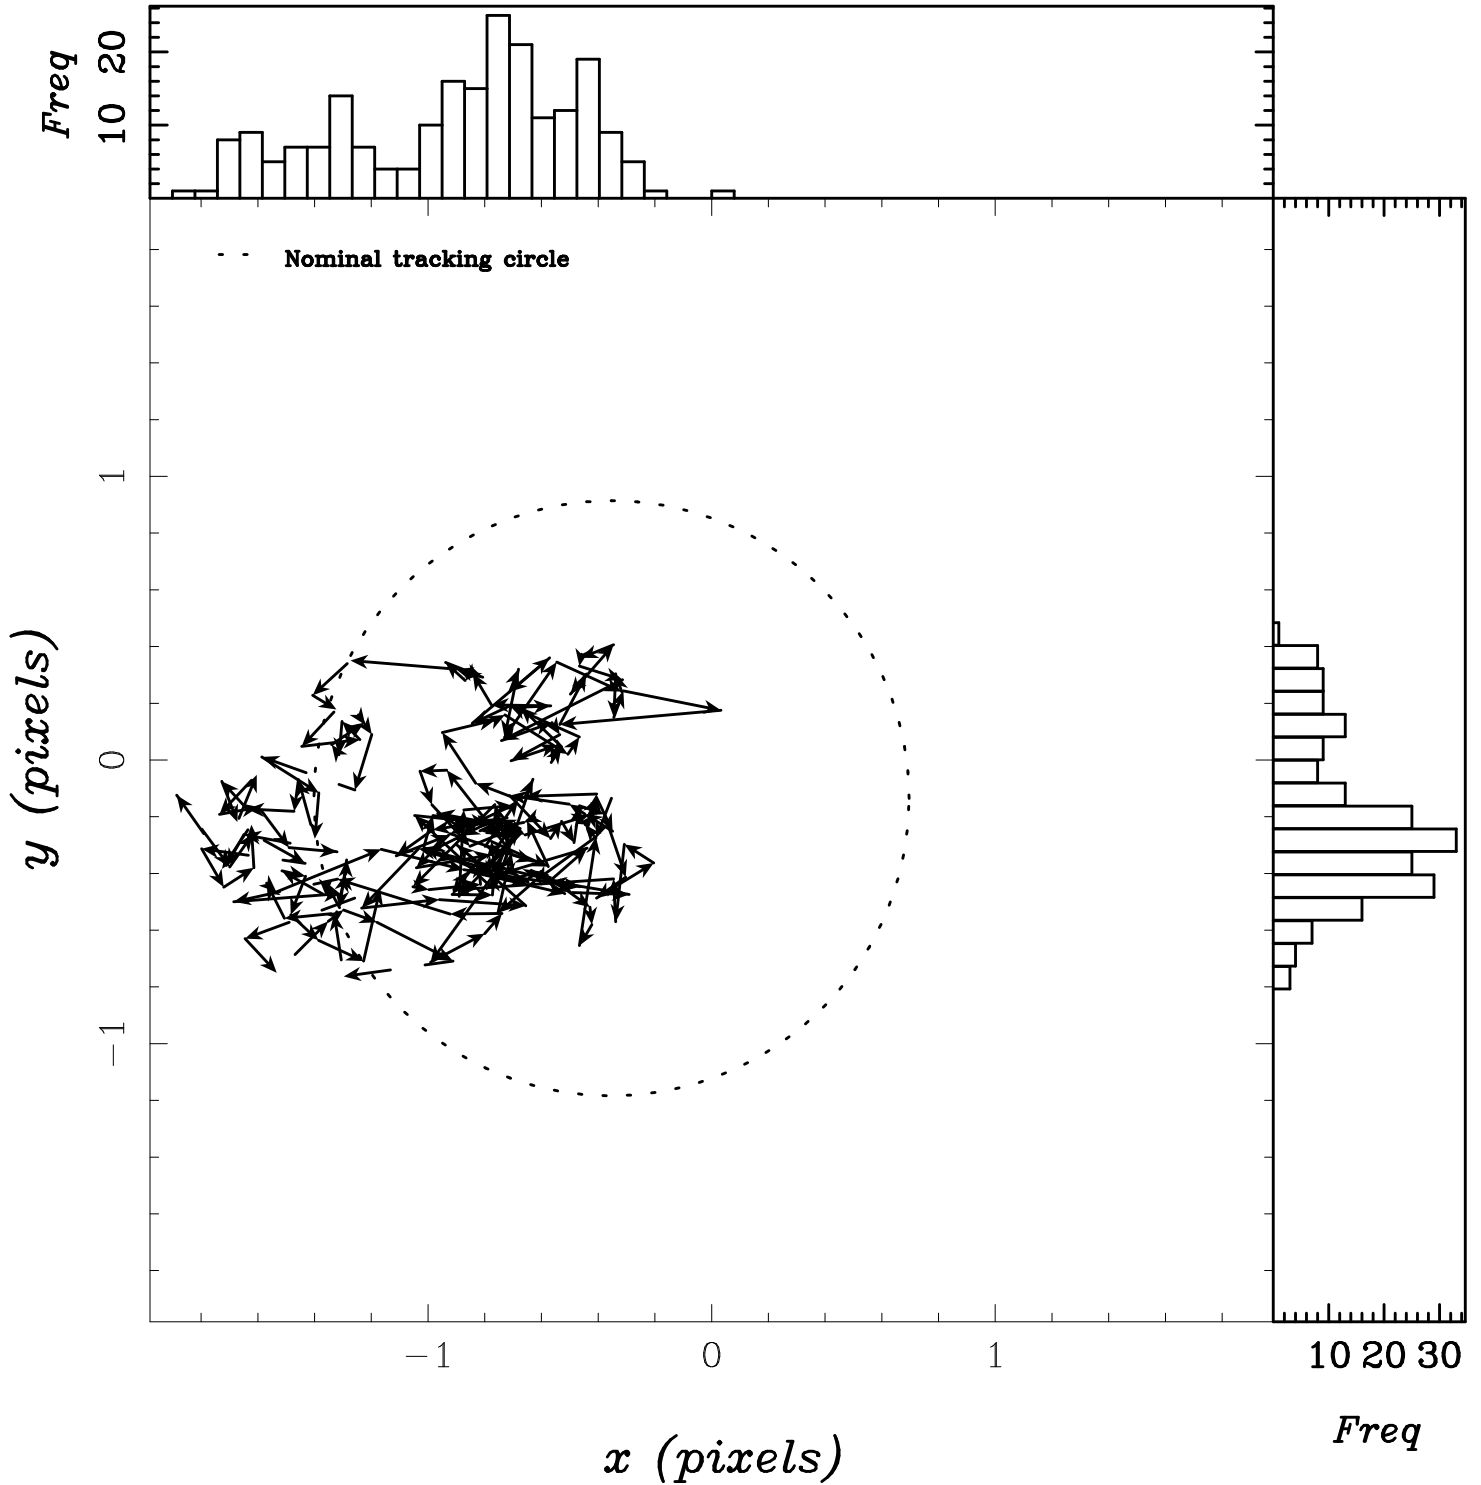 Freq
10 20
Nominal tracking circle
y (pixels)
1
0
−1
−1 0 1
10 20 30
x (pixels)
Freq